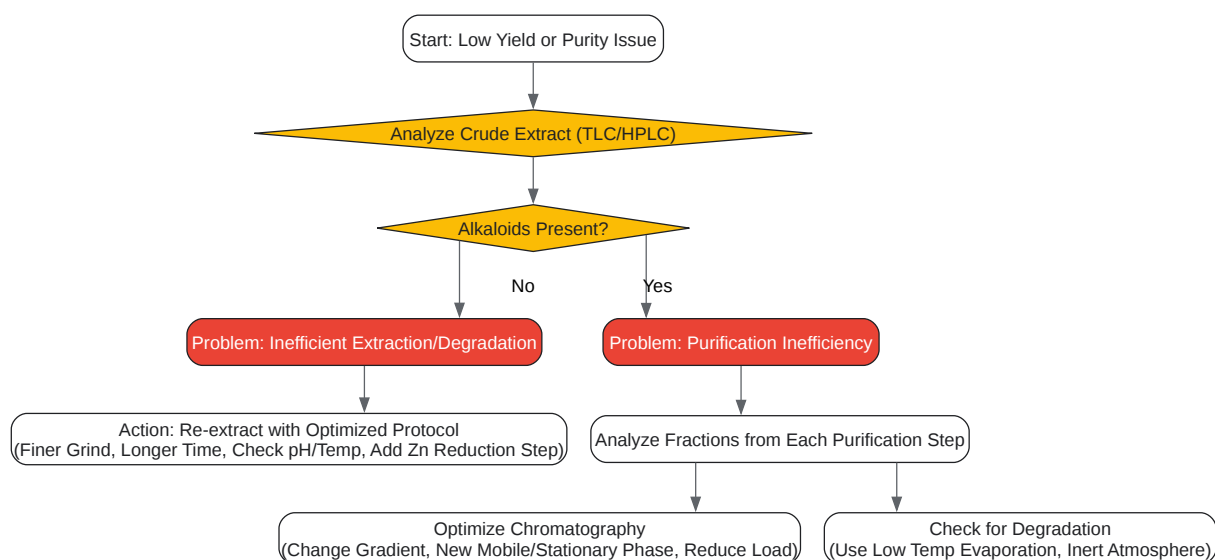 Start: Low Yield or Purity Issue
Analyze Crude Extract (TLC/HPLC)
Alkaloids Present?
No
Yes
Problem: Inefficient Extraction/Degradation
Problem: Purification Inefficiency
Action: Re-extract with Optimized Protocol
(Finer Grind, Longer Time, Check pH/Temp, Add Zn Reduction Step)
Analyze Fractions from Each Purification Step
Optimize Chromatography
(Change Gradient, New Mobile/Stationary Phase, Reduce Load)
Check for Degradation
(Use Low Temp Evaporation, Inert Atmosphere)